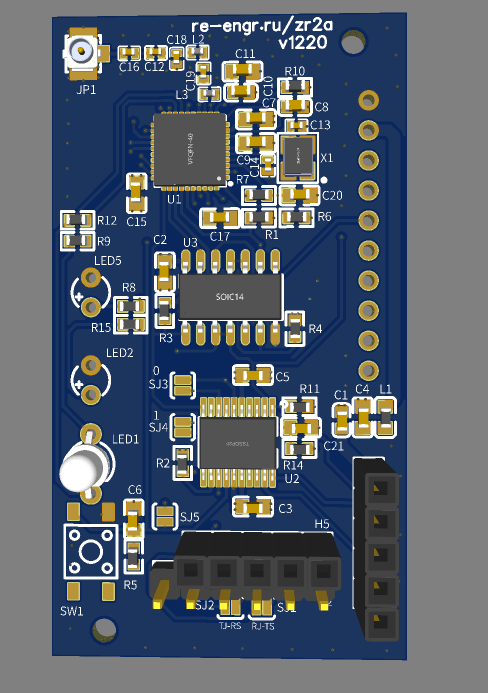 re-engr.ru/zr2a
v1220
C18 L2
C16 C12
JP1
C19
L3
C11
C10
R10
C7
C8
C13
VFQFN-40
C9
C14
X1
R7
U1
C15
C20
R12
C17
R1
R6
R9
C2
U3
LED5
R8
SOIC14
R15
R3
R4
LED2
0
SJ3
C5
R11
C1
C4
L1
1
SJ4
LED1
TSSOP20
C21
R2
R14
U2
C6
C3
SJ5
H5
R5
SW1
SJ2
SJ1
TJ-RS
RJ-TS